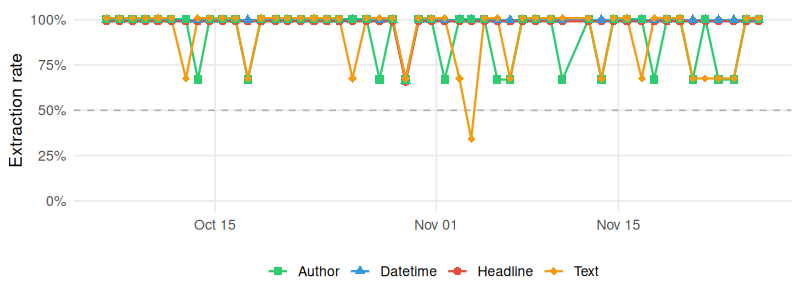 100%
75%
50%
25%
0%
Extraction rate
Oct 15
Nov 01
Nov 15
Author
Datetime
Headline
Text